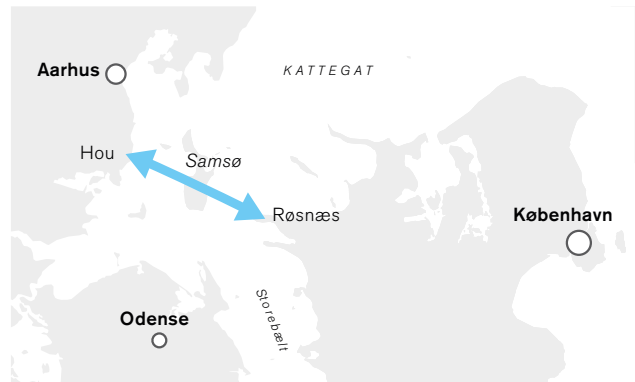 Aarhus
KATTEGAT
Hou
Samsø
Røsnæs
København
Storebælt
Odense